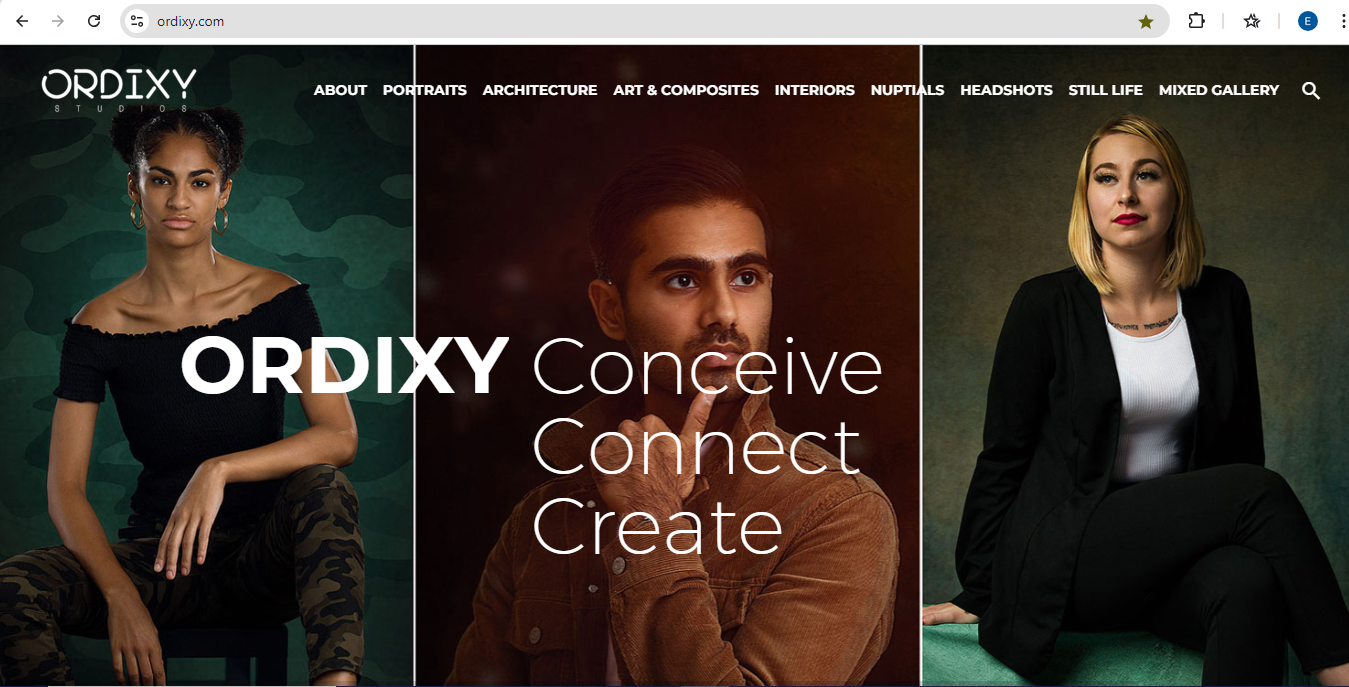 ordixy.com
E
ORDIXY
STUDIOS
ABOUT PORTRAITS ARCHITECTURE ART & COMPOSITES INTERIORS NUPTIALS HEADSHOTS STILL LIFE MIXED GALLERY
ORDIXY Conceive
Connect
Create